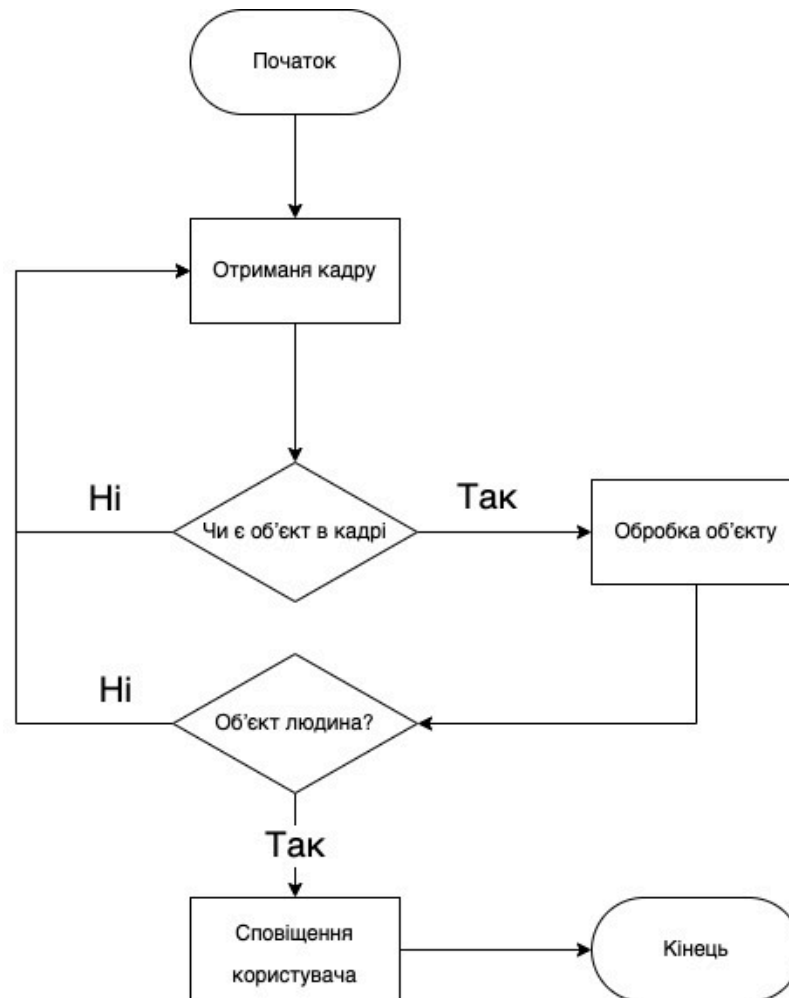 Початок
Отриманя кадру
Ні
Чи є об'єкт в кадрі
Так
Обробка об'єкту
Ні
Об'єкт людина?
Так
Сповіщення
користувача
Кінець